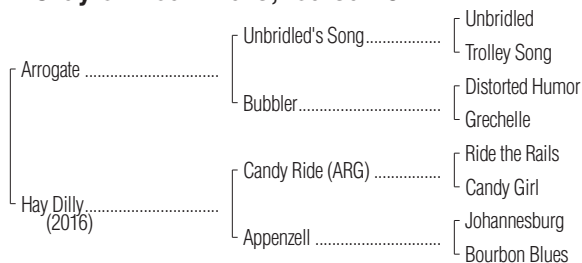 Unbridled
Unbridled's Song
Trolley Song
Arrogate
Distorted Humor
Bubbler
Grechelle
Ride the Rails
Candy Ride (ARG)
Candy Girl
Hay Dilly
(2016)
Johannesburg
Appenzell
Bourbon Blues